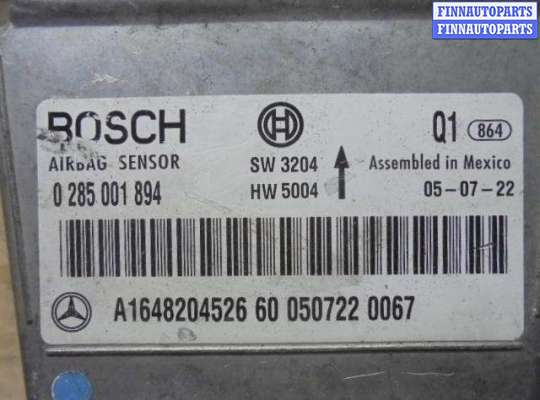 FINNAUTOPARTS
FINNAUTOPARTS
BOSCH
H
Q1 864
AIRBAG SENSOR
SW 3204
Assembled in Mexico
0 285 001 894
HW 5004
05-07-22
A1648204526 60 050722 0067